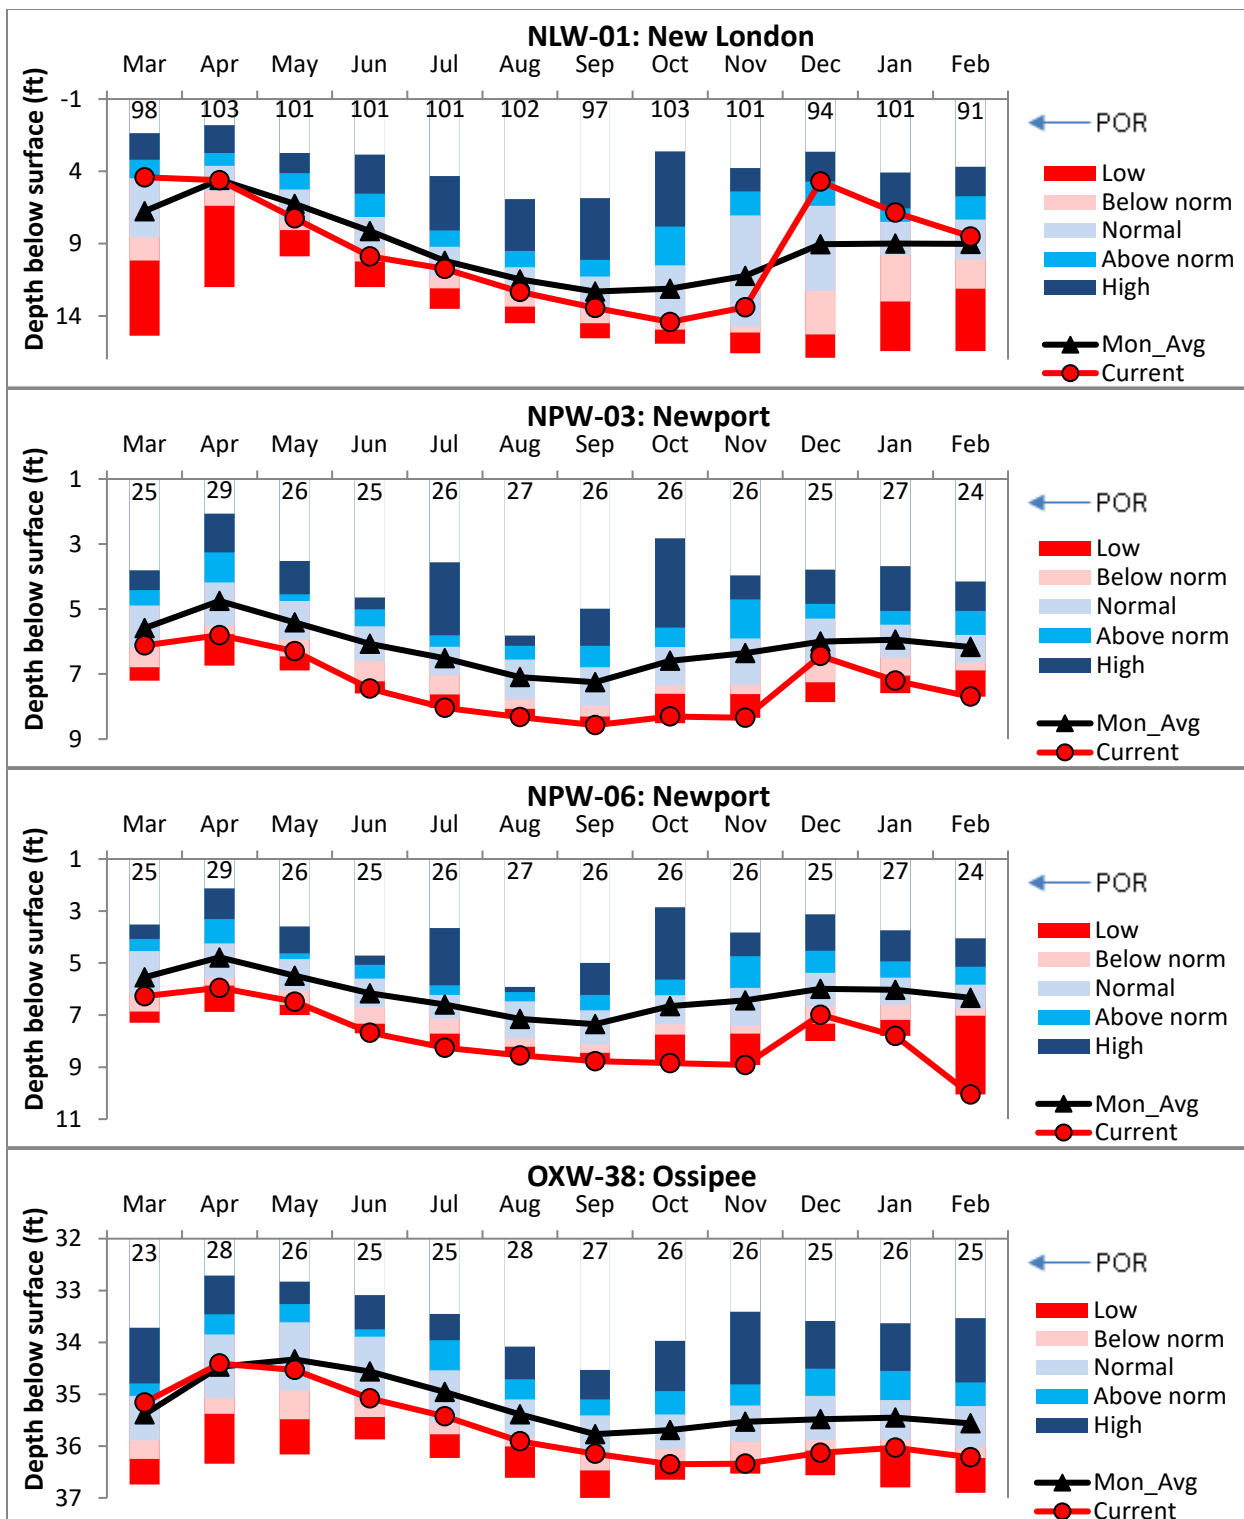 NLW-01: New London
Mar Apr May Jun Jul Aug Sep Oct Nov Dec Jan Feb
Depth below surface (ft)
-1
98 103 101 101 101 102 97 103 101 94 101 91
4
9
14
POR
Low
Below norm
Normal
Above norm
High
Mon_Avg
Current
NPW-03: Newport
Mar Apr May Jun Jul Aug Sep Oct Nov Dec Jan Feb
Depth below surface (ft)
1
25 29 26 25 26 27 26 26 26 25 27 24
3
5
7
9
POR
Low
Below norm
Normal
Above norm
High
Mon_Avg
Current
NPW-06: Newport
Mar Apr May Jun Jul Aug Sep Oct Nov Dec Jan Feb
Depth below surface (ft)
1
25 29 26 25 26 27 26 26 26 25 27 24
3
5
7
9
11
POR
Low
Below norm
Normal
Above norm
High
Mon_Avg
Current
OXW-38: Ossipee
Mar Apr May Jun Jul Aug Sep Oct Nov Dec Jan Feb
Depth below surface (ft)
32
23 28 26 25 25 28 27 26 26 25 26 25
33
34
35
36
37
POR
Low
Below norm
Normal
Above norm
High
Mon_Avg
Current